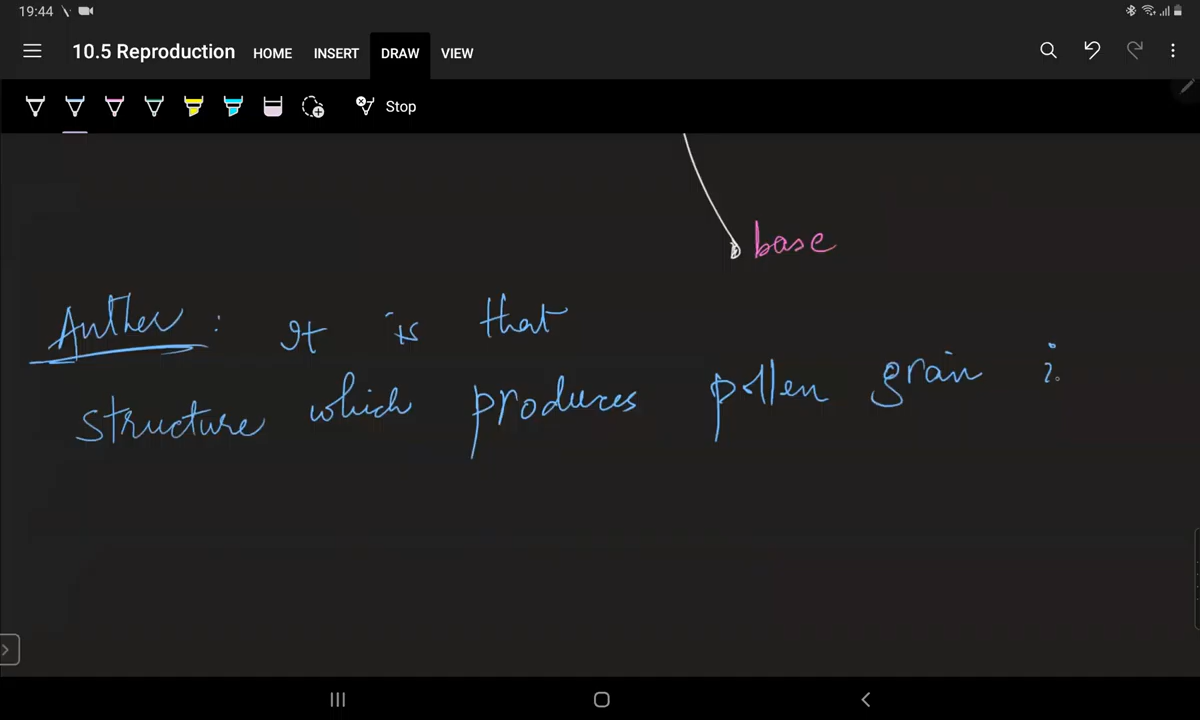 19:44
10.5 Reproduction HOME INSERT DRAW VIEW
Stop
base
Anther : It is that
structure which produces pollen grain i.